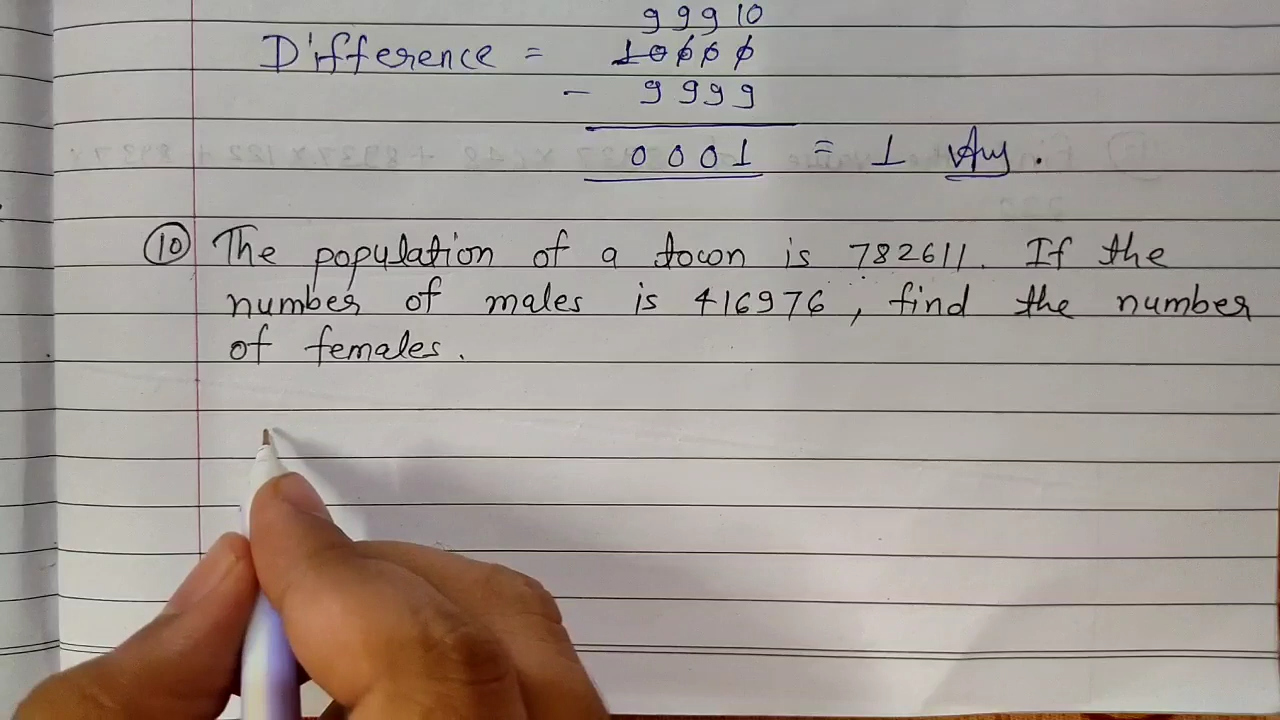 9 9 9 10
Difference = 1 0 0 0 0
- 9 9 9 9
0 0 0 1 = 1 Ans.
10 The population of a town is 782611. If the
number of males is 416976, find the number
of females.